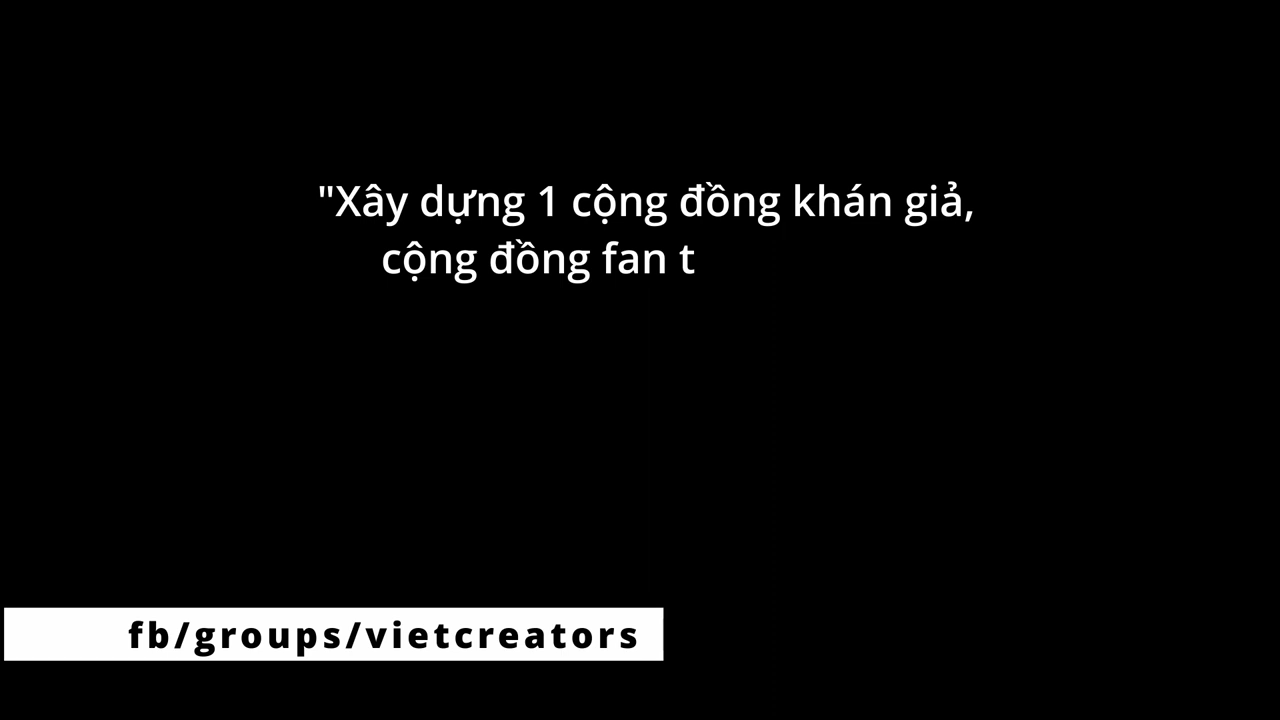 "Xây dựng 1 cộng đồng khán giả,
cộng đồng fan t
fb/groups/vietcreators